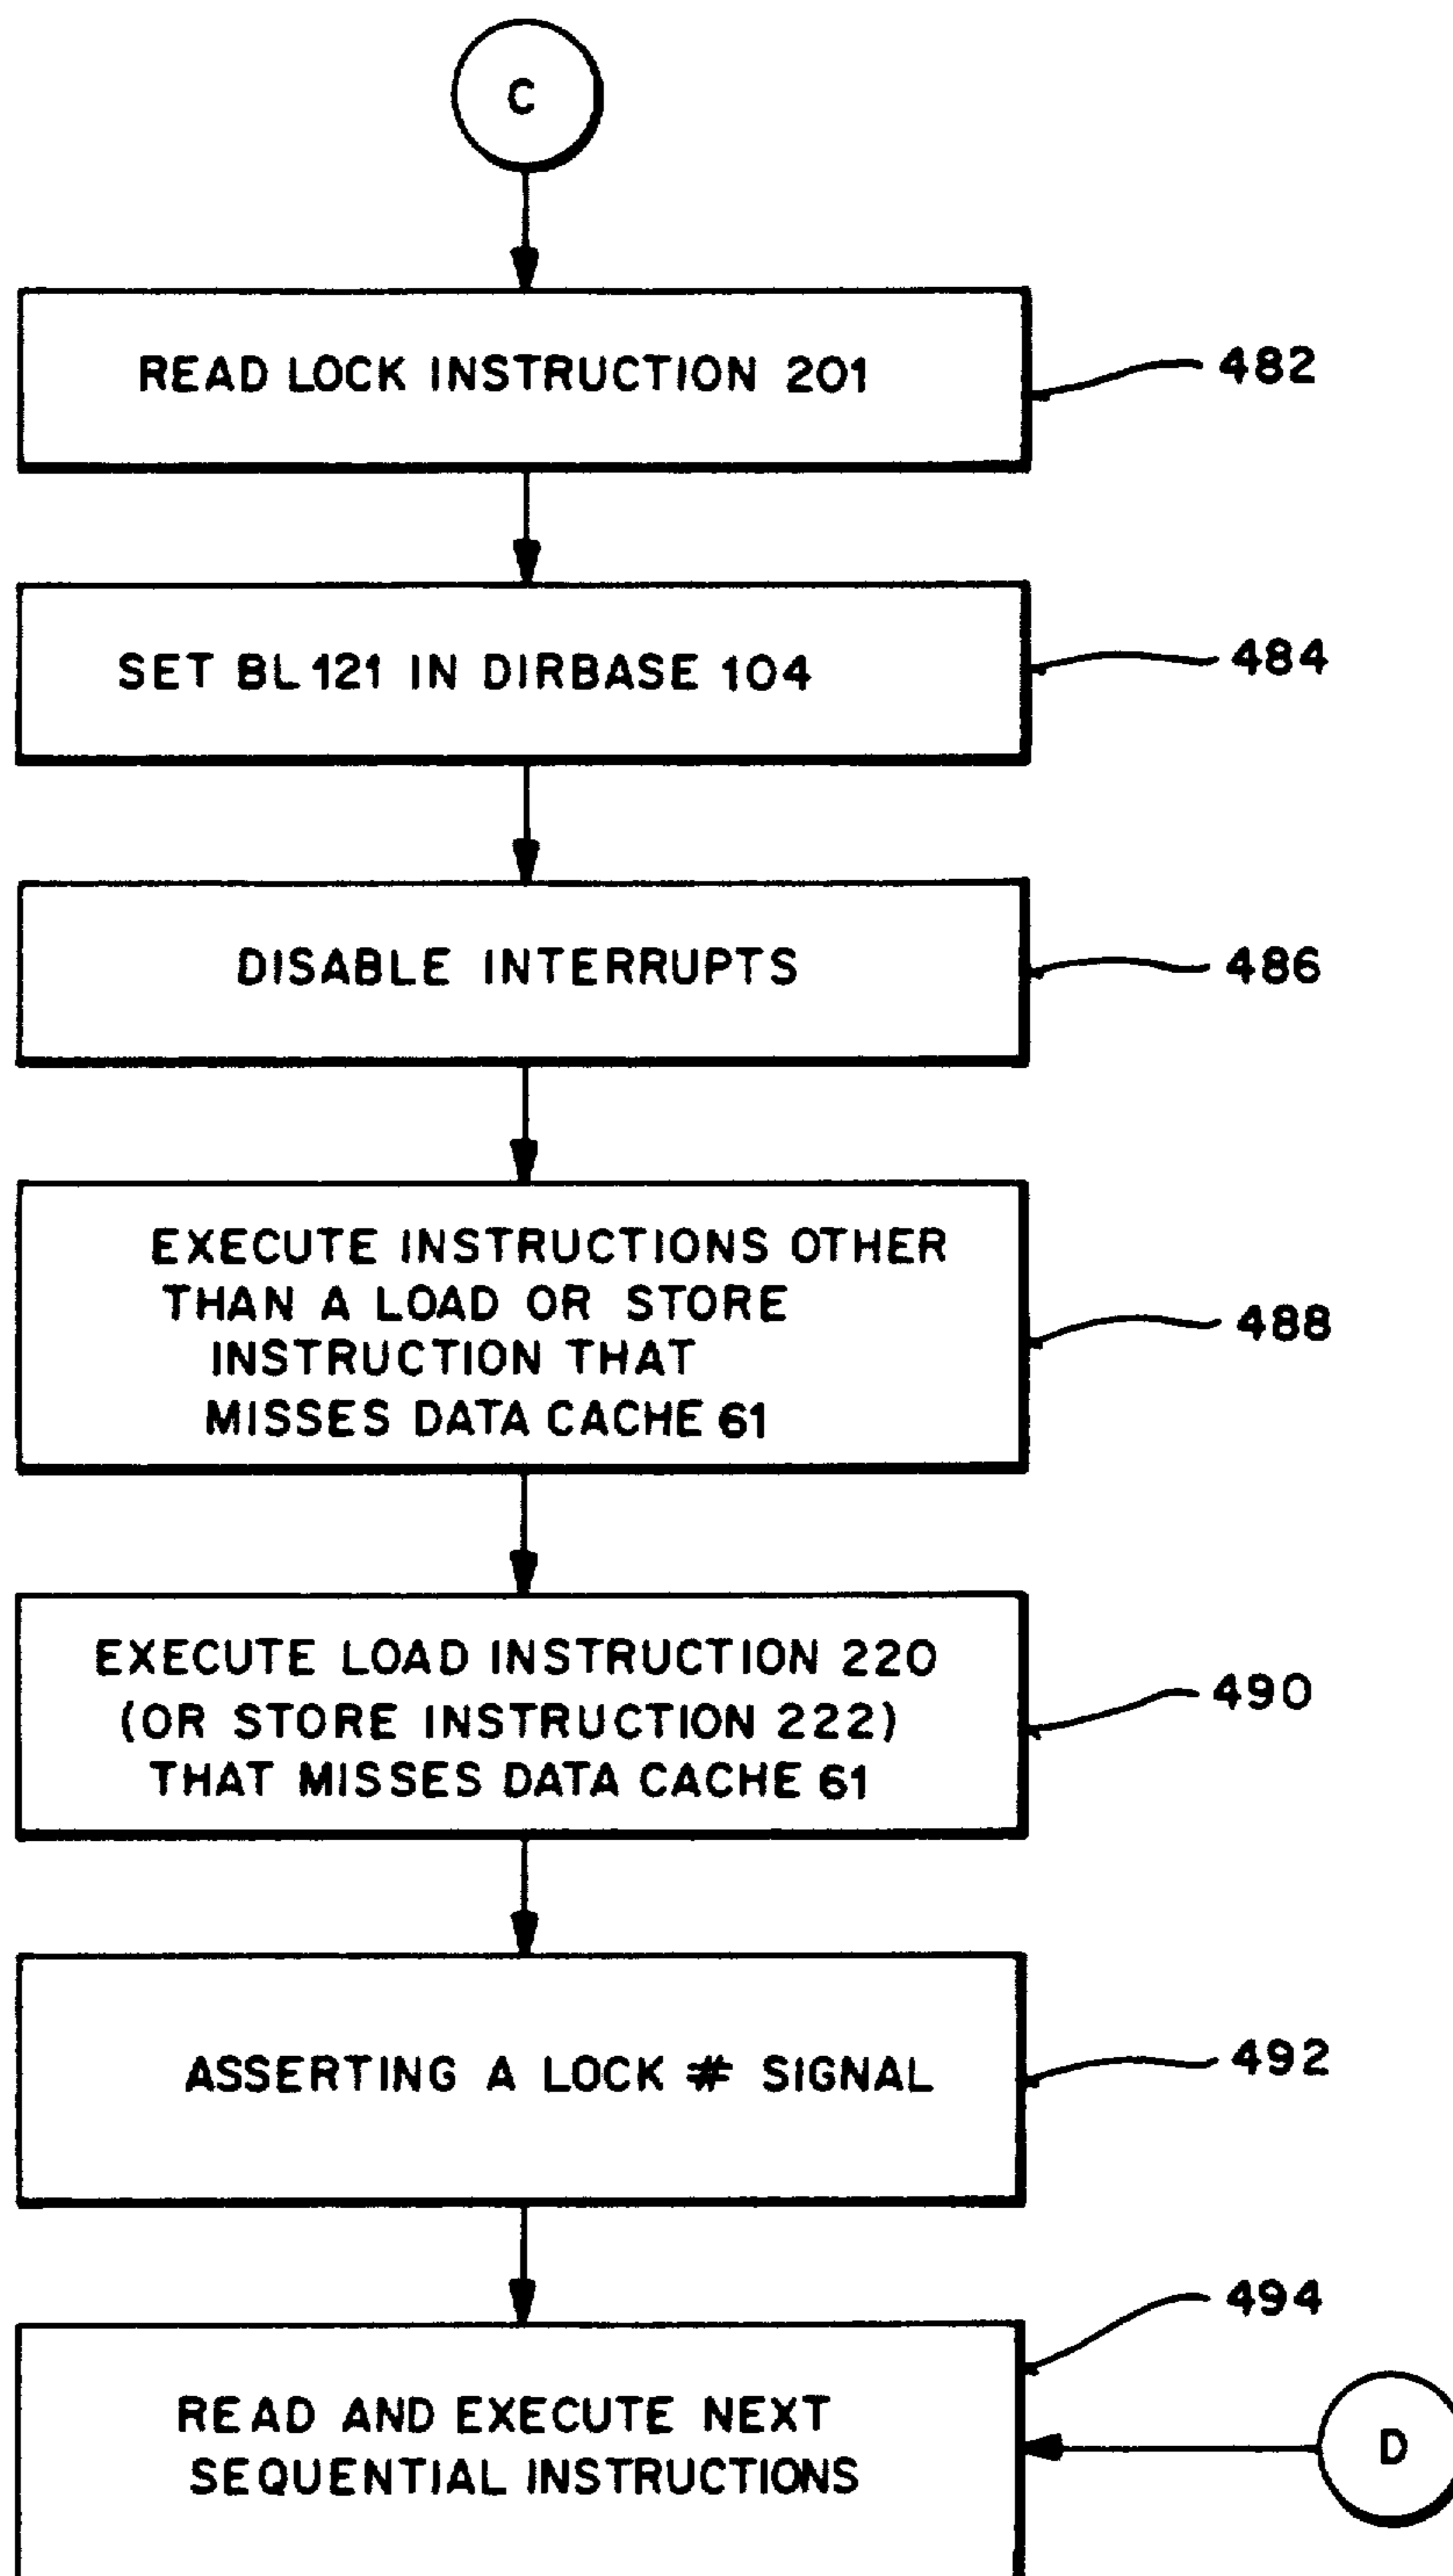 C
READ LOCK INSTRUCTION 201
482
SET BL 121 IN DIRBASE 104
484
DISABLE INTERRUPTS
486
EXECUTE INSTRUCTIONS OTHER
THAN A LOAD OR STORE
INSTRUCTION THAT
MISSES DATA CACHE 61
488
EXECUTE LOAD INSTRUCTION 220
(OR STORE INSTRUCTION 222)
THAT MISSES DATA CACHE 61
490
ASSERTING A LOCK # SIGNAL
492
494
READ AND EXECUTE NEXT
SEQUENTIAL INSTRUCTIONS
D